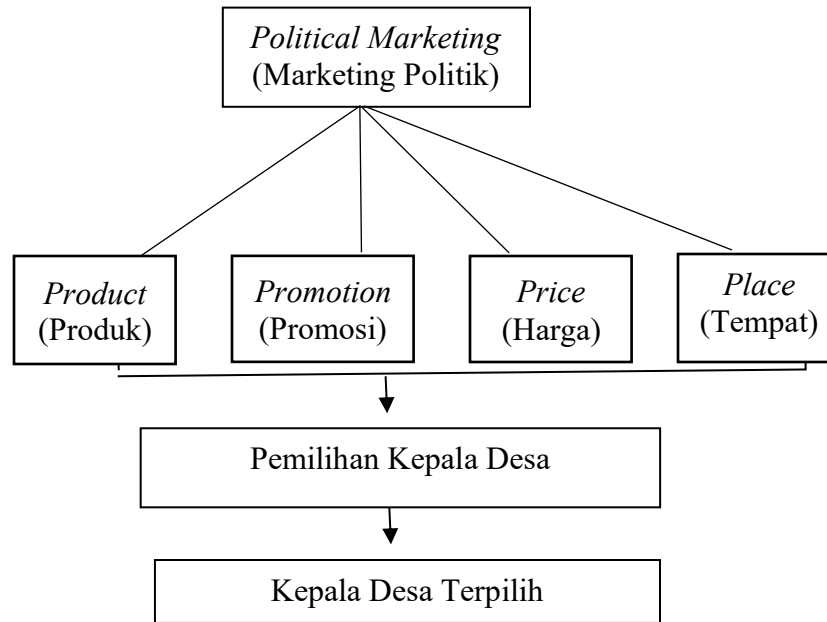 Political Marketing
(Marketing Politik)
Product
(Produk)
Promotion
(Promosi)
Price
(Harga)
Place
(Tempat)
Pemilihan Kepala Desa
Kepala Desa Terpilih